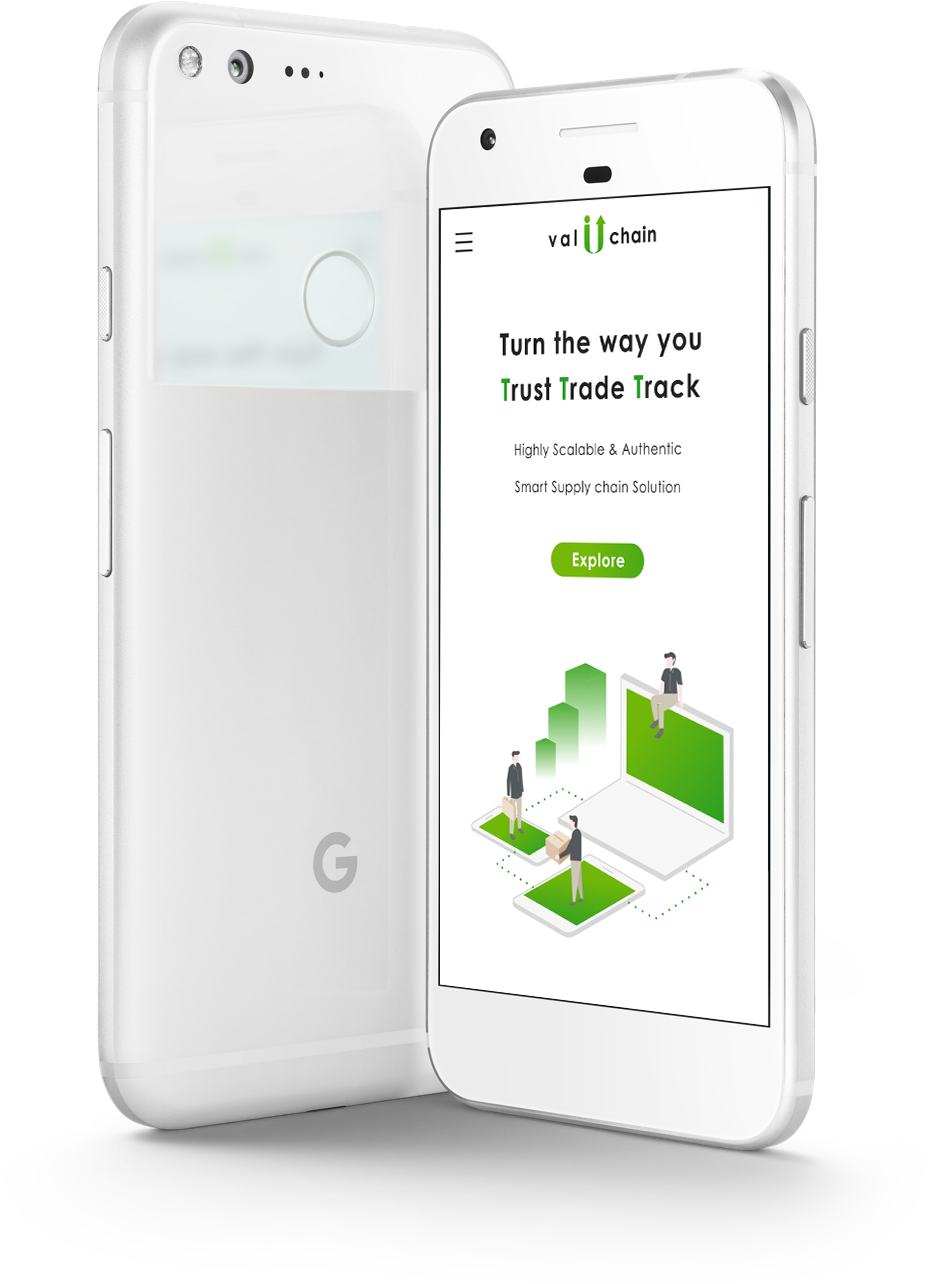 val U chain
Turn the way you
Trust Trade Track
Highly Scalable & Authentic
Smart Supply chain Solution
Explore
G